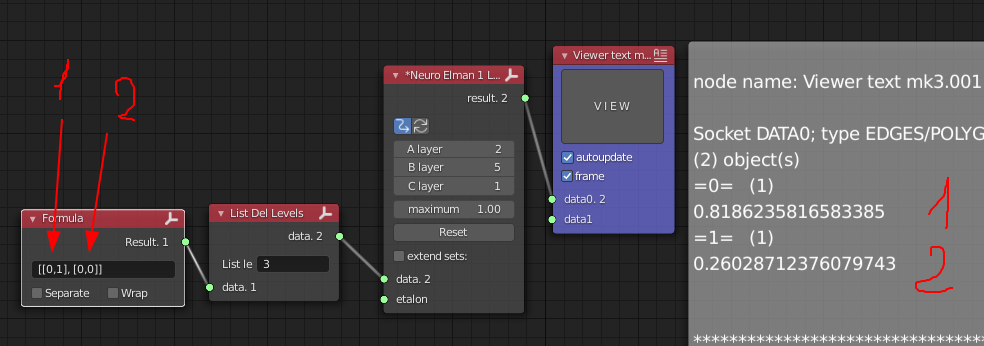 1
2
Formula
Result. 1
[[0,1], [0,0]]
Separate
Wrap
List Del Levels
data. 2
List le 3
data. 1
*Neuro Elman 1 L...
result. 2
A layer 2
B layer 5
C layer 1
maximum 1.00
Reset
extend sets:
data. 2
etalon
Viewer text m...
VIEW
autoupdate
frame
data0. 2
data1
node name: Viewer text mk3.001
Socket DATA0; type EDGES/POLYG
(2) object(s)
=0= (1)
0.8186235816583385
=1= (1)
0.26028712376079743
1
2
**********************************